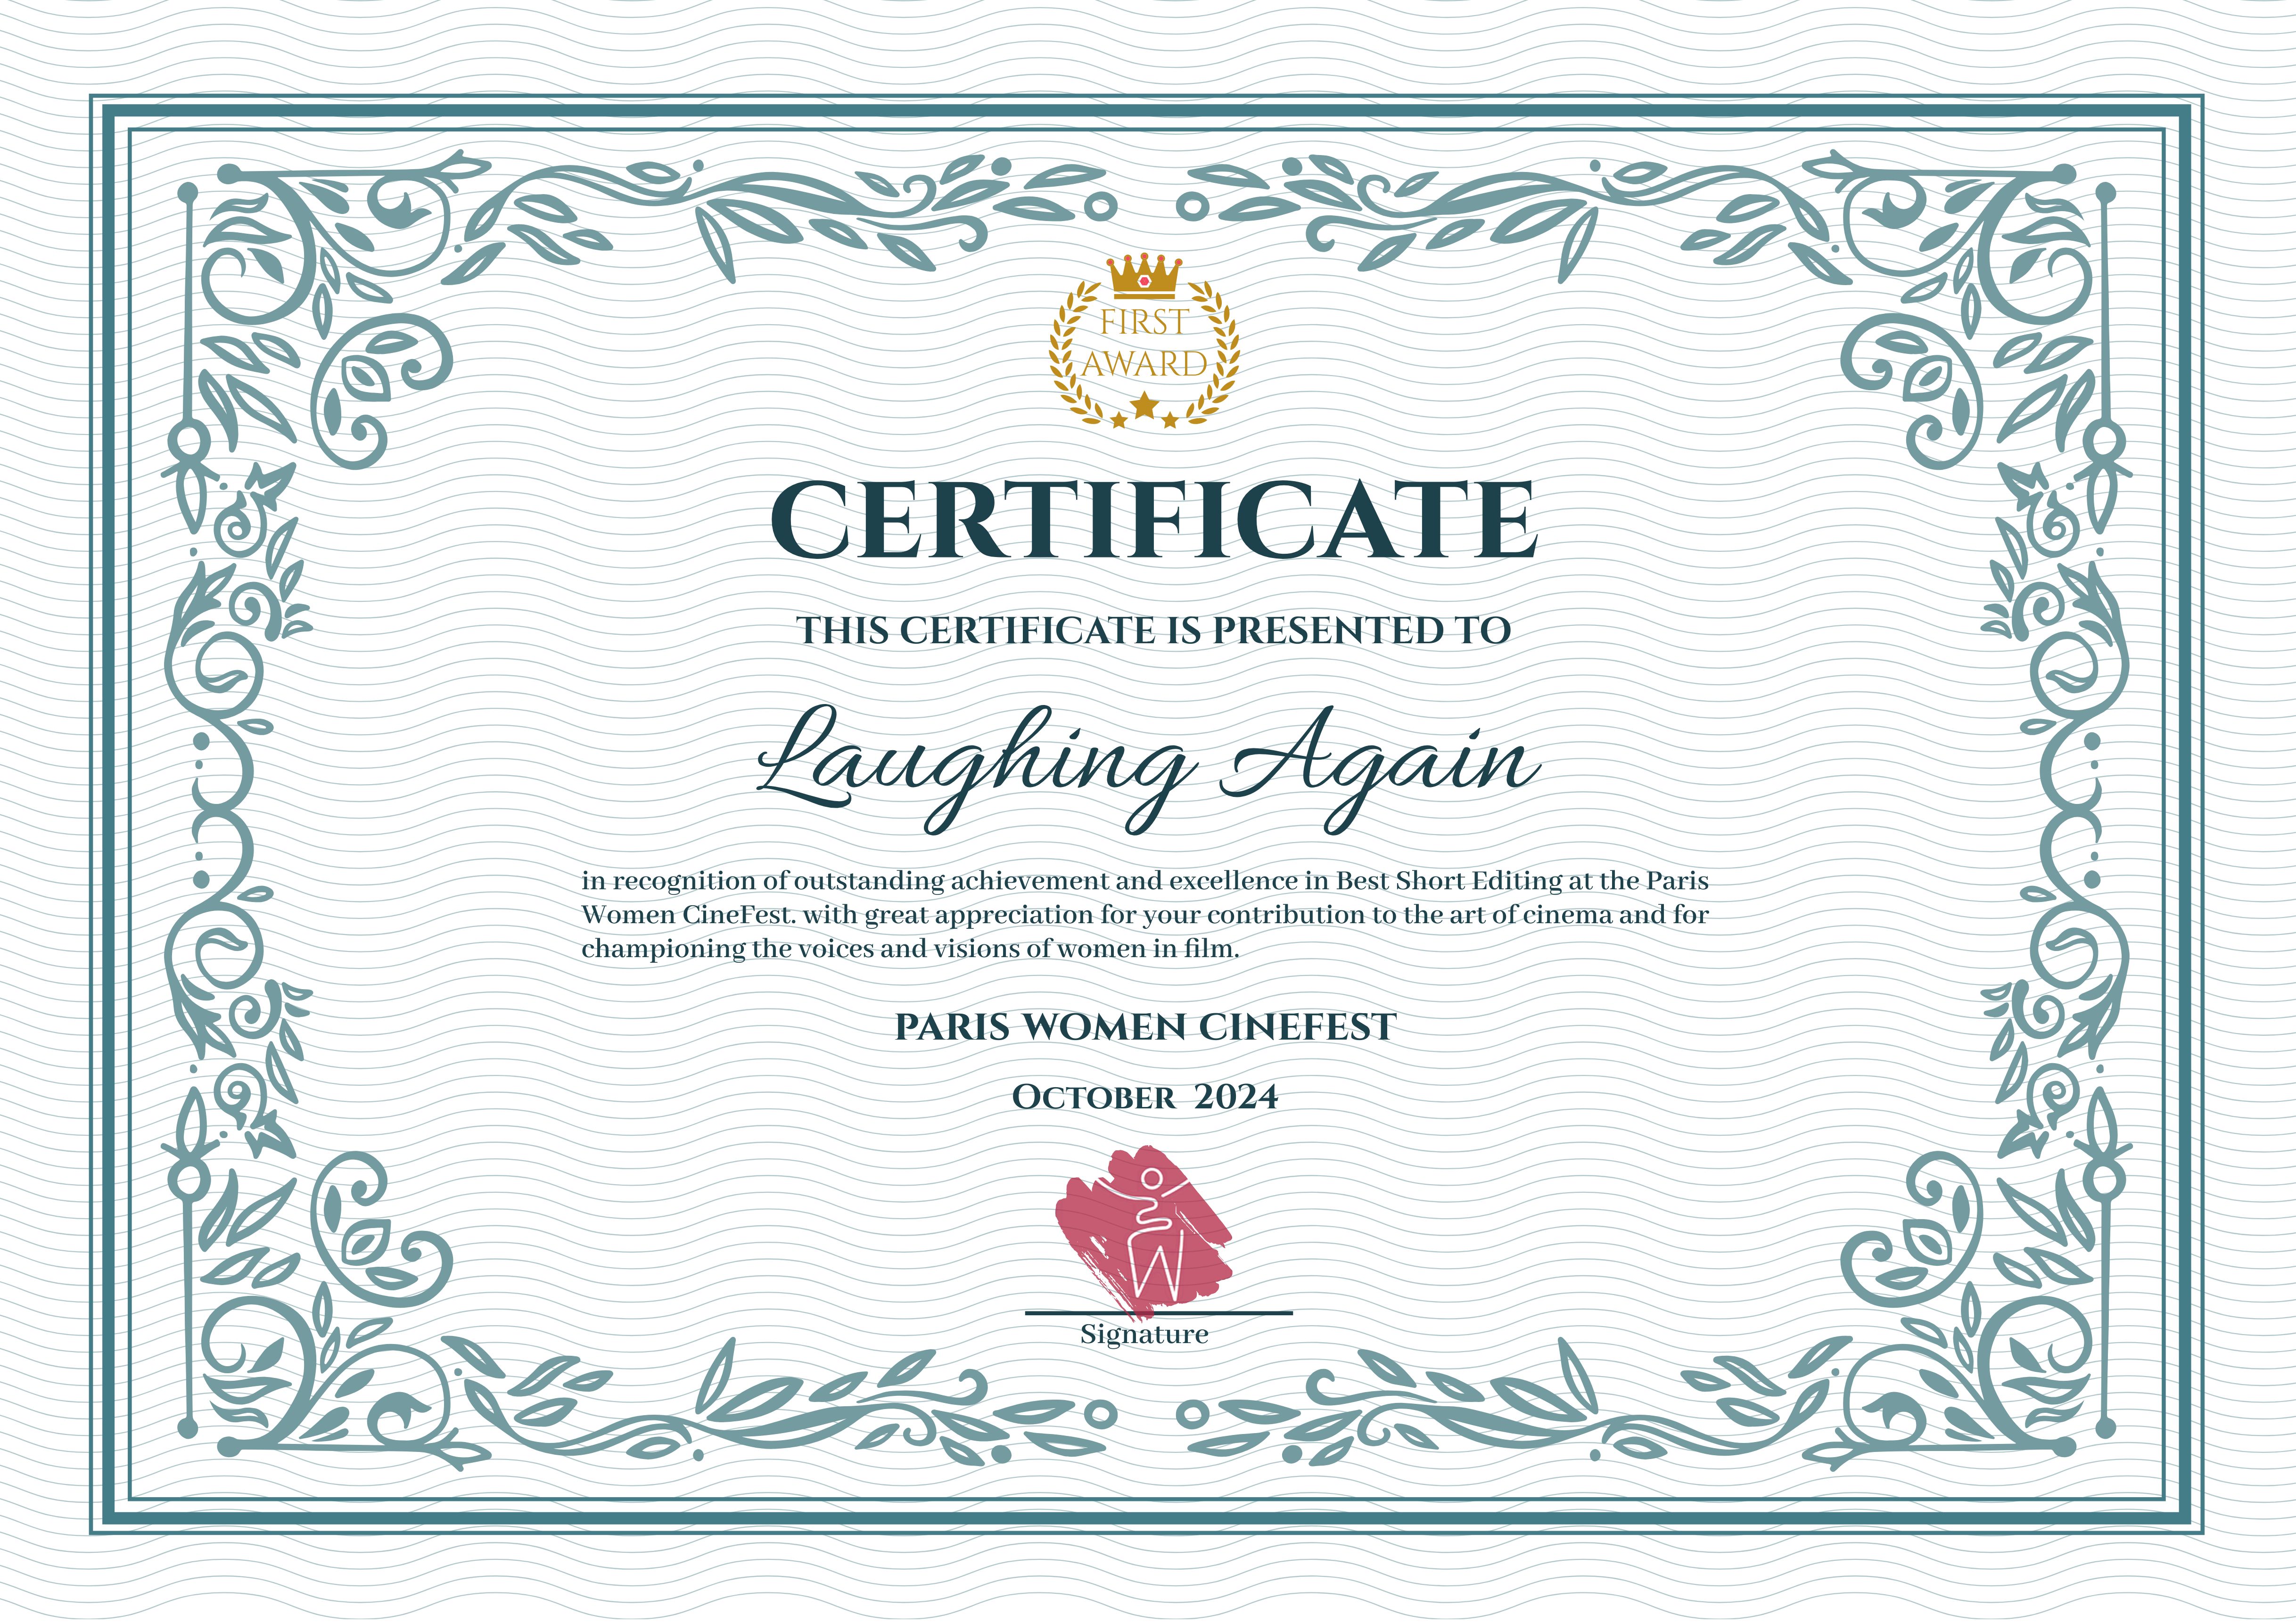 FIRST
AWARD
CERTIFICATE
THIS CERTIFICATE IS PRESENTED TO
Laughing Again
in recognition of outstanding achievement and excellence in Best Short Editing at the Paris
Women CineFest. with great appreciation for your contribution to the art of cinema and for
championing the voices and visions of women in film.
PARIS WOMEN CINEFEST
October 2024
W
Signature